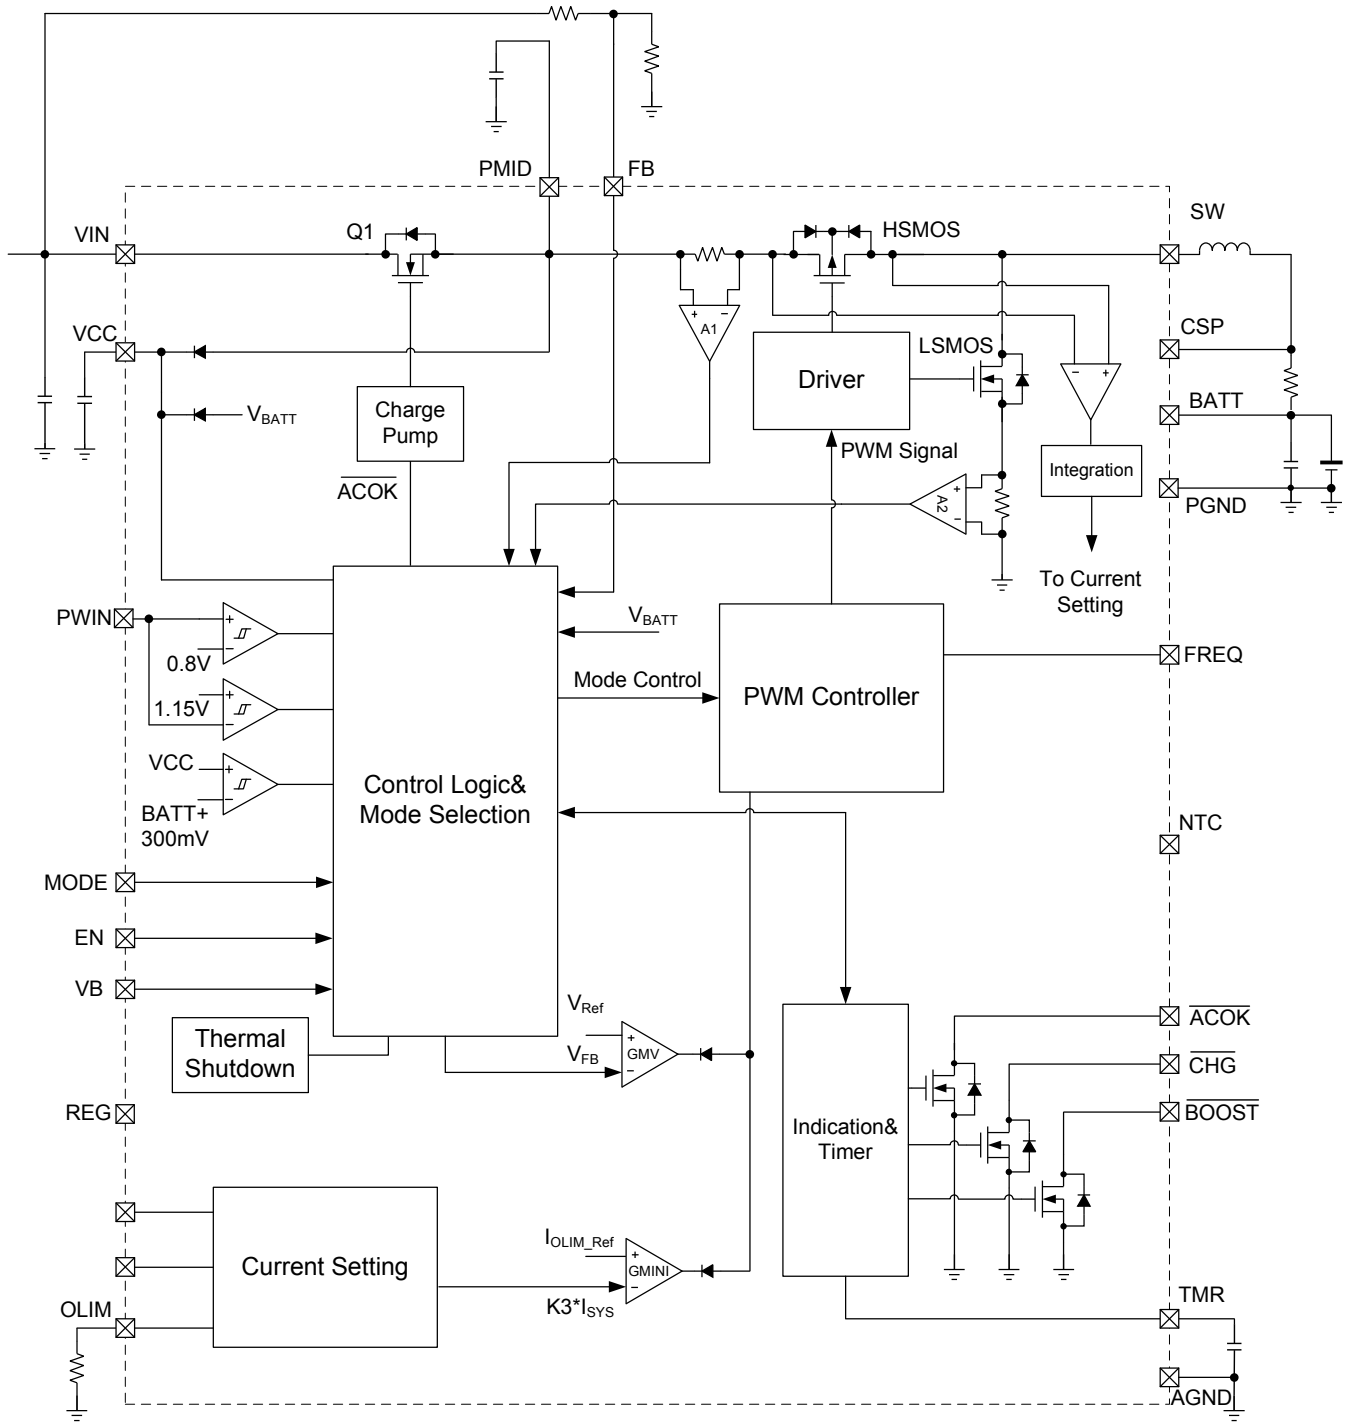 PMID
FB
VIN
Q1
HSMOS
SW
VCC
+
−
A1
CSP
LSMOS
Driver
−
+
VBATT
Charge
Pump
BATT
PWM Signal
Integration
ACOK
+
A2
−
PGND
To Current
Setting
PWIN
+
−
0.8V
VBATT
FREQ
Mode Control
PWM Controller
+
1.15V
−
VCC
+
−
BATT+
300mV
Control Logic&
Mode Selection
NTC
MODE
EN
VB
VRef
+
GMV
VFB
−
Thermal
Shutdown
ACOK
CHG
REG
BOOST
Indication&
Timer
Current Setting
IOLIM_Ref
+
GMINI
−
K3*ISYS
OLIM
TMR
AGND